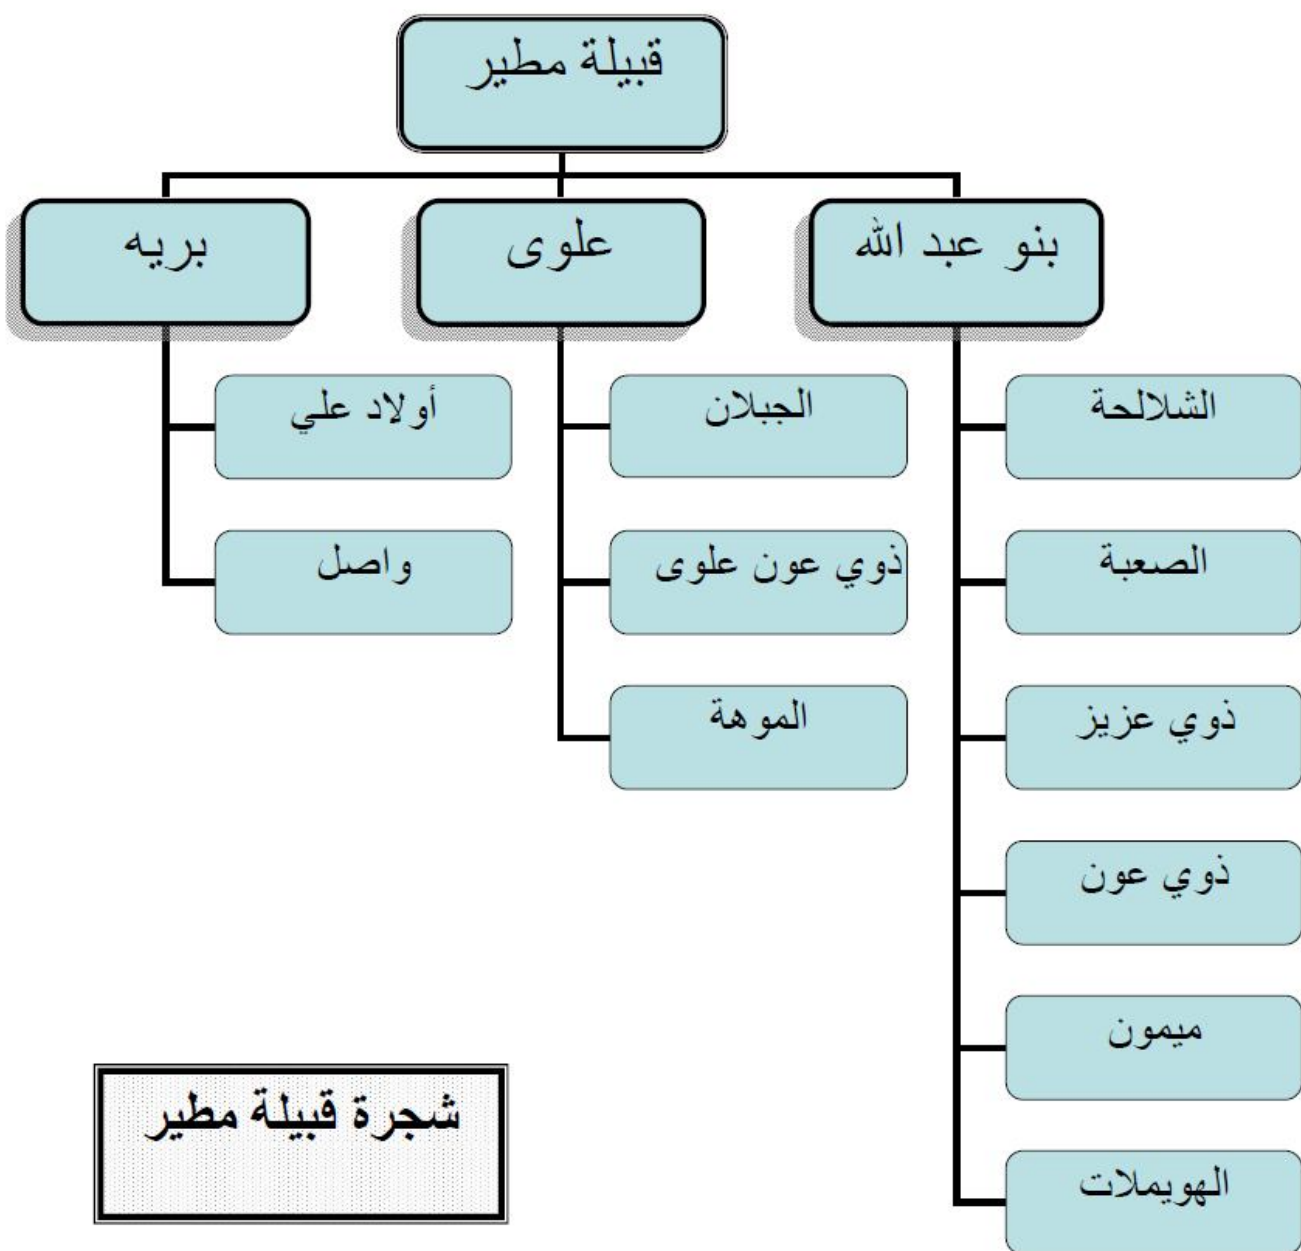 قبيلة مطير
بنو عبد الله
علوى
بريه
الشلالحة
الصعبة
ذوي عزيز
ذوي عون
ميمون
الهويملات
الجبلان
ذوي عون علوى
الموهة
أولاد علي
واصل
شجرة قبيلة مطير